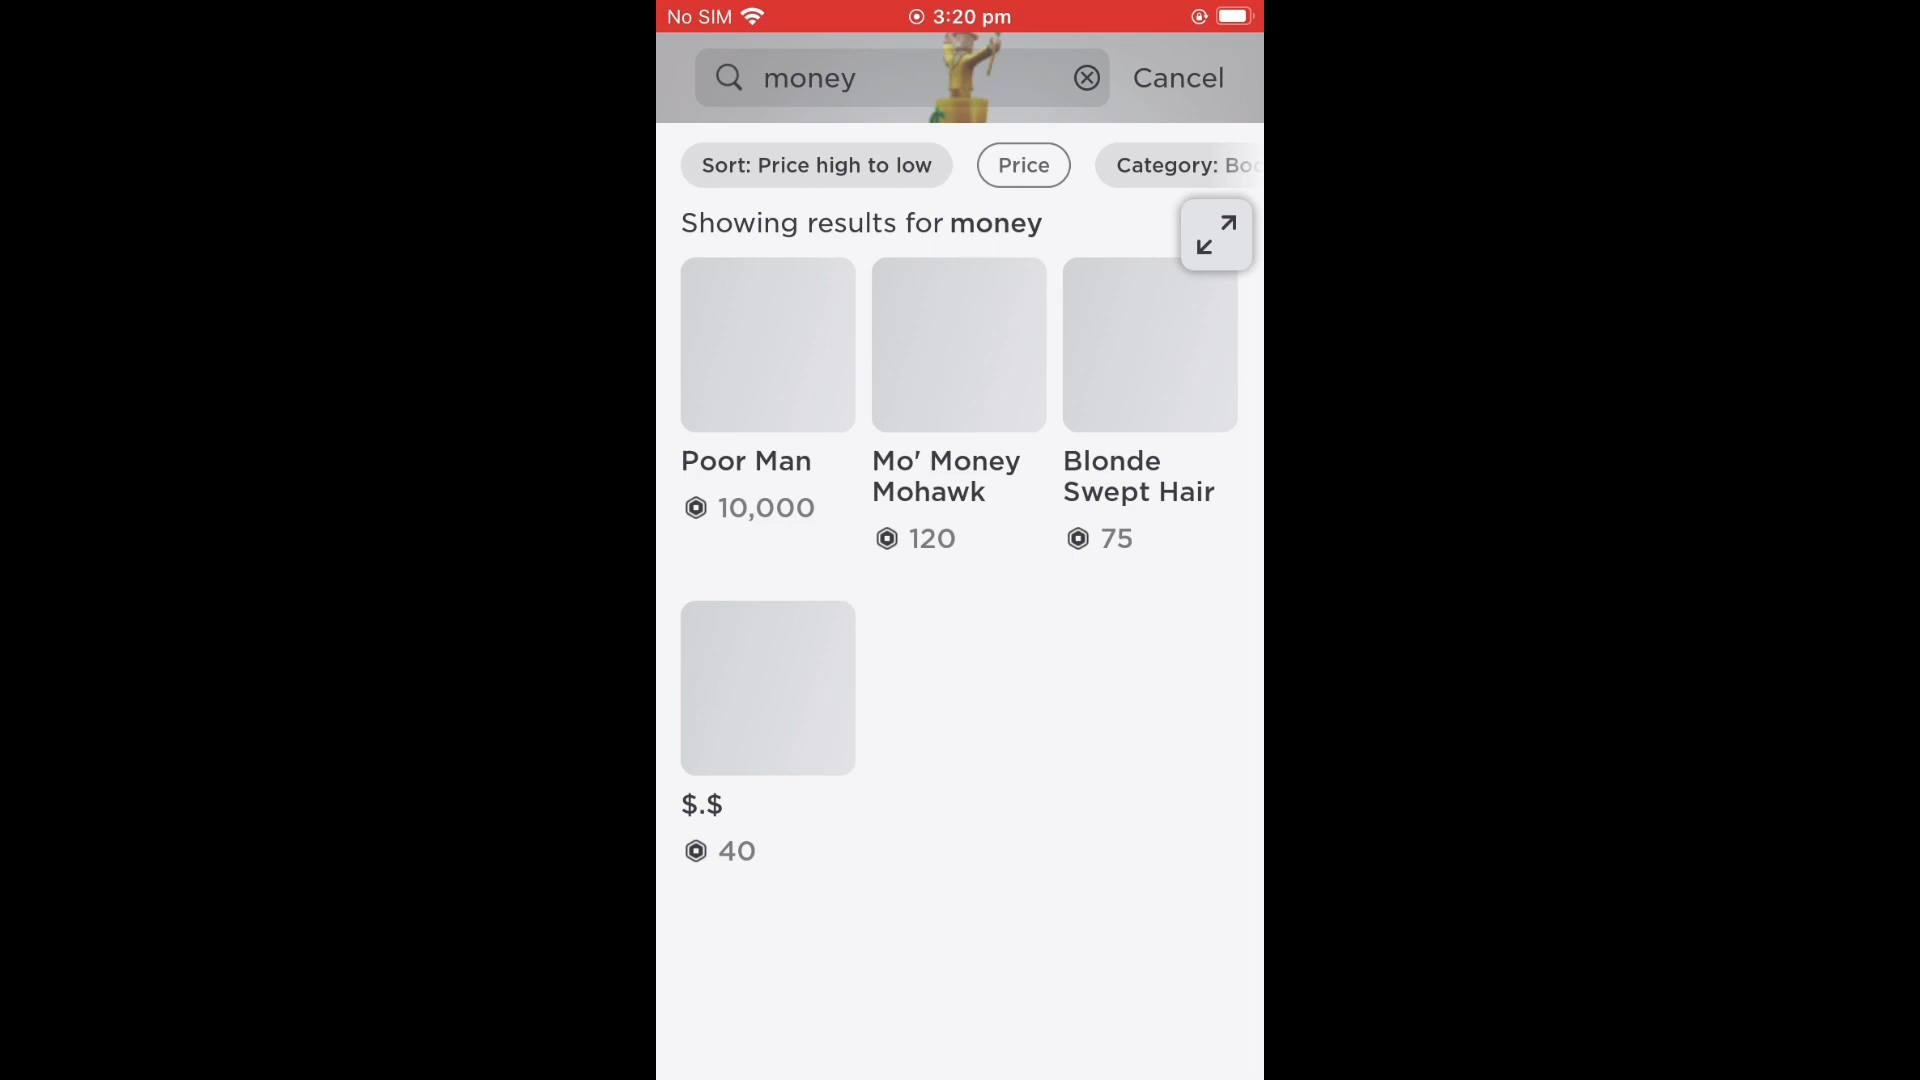 No SIM 3:20 pm
money Cancel
Sort: Price high to low Price Category: Boo
Showing results for money
Poor Man
10,000
Mo' Money
Mohawk
120
Blonde
Swept Hair
75
$.$
40